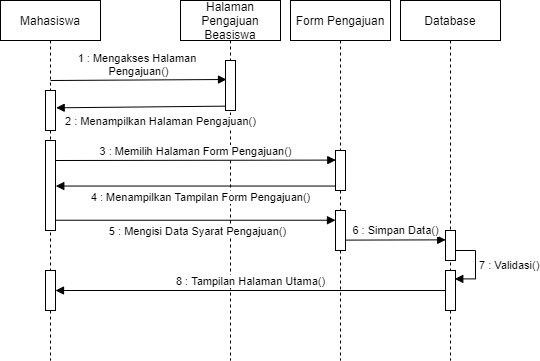 Mahasiswa
Halaman
Pengajuan
Beasiswa
Form Pengajuan
Database
1 : Mengakses Halaman
Pengajuan()
2 : Menampilkan Halaman Pengajuan()
3 : Memilih Halaman Form Pengajuan()
4 : Menampilkan Tampilan Form Pengajuan()
5 : Mengisi Data Syarat Pengajuan()
6 : Simpan Data()
7 : Validasi()
8 : Tampilan Halaman Utama()